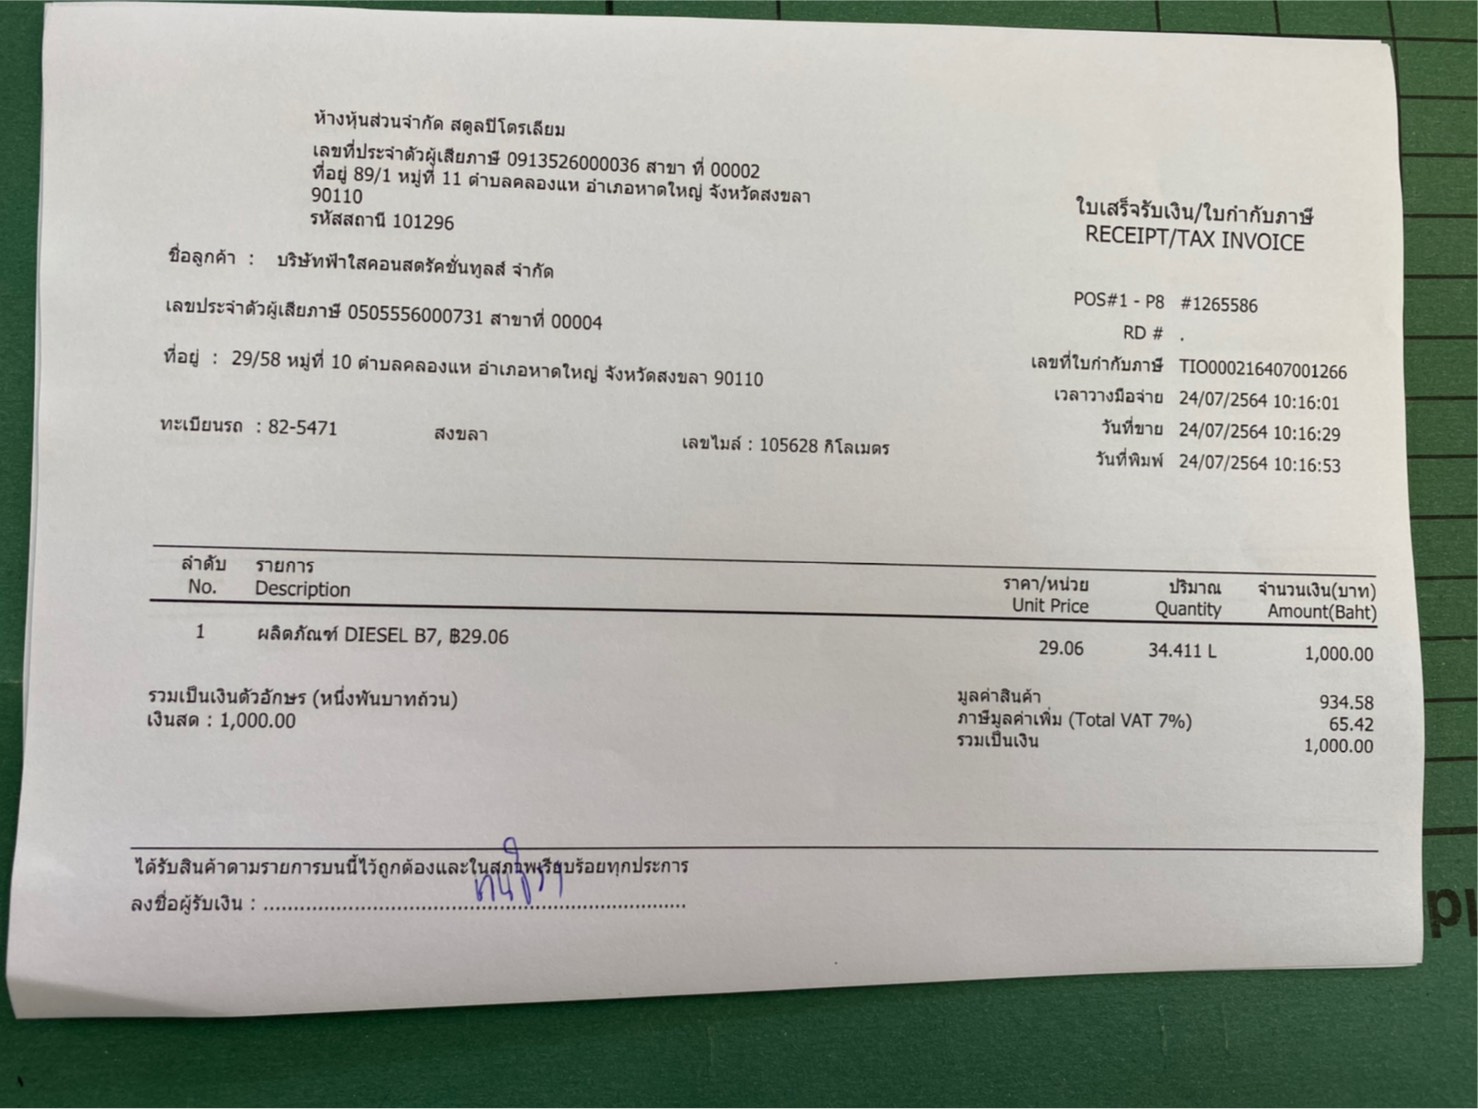 ห้างหุ้นส่วนจำกัด สตูลปิโตรเลียม
เลขที่ประจำตัวผู้เสียภาษี 0913526000036 สาขา ที่ 00002
ที่อยู่ 89/1 หมู่ที่ 11 ตำบลคลองแห อำเภอหาดใหญ่ จังหวัดสงขลา
90110
รหัสสถานี 101296
ใบเสร็จรับเงิน/ใบกำกับภาษี
RECEIPT/TAX INVOICE
ชื่อลูกค้า : บริษัทฟ้าใสคอนสตรัคชั่นทูลส์ จำกัด
เลขประจำตัวผู้เสียภาษี 0505556000731 สาขาที่ 00004
ที่อยู่ : 29/58 หมู่ที่ 10 ตำบลคลองแห อำเภอหาดใหญ่ จังหวัดสงขลา 90110
ทะเบียนรถ : 82-5471 สงขลา เลขไมล์ : 105628 กิโลเมตร
POS#1 - P8 #1265586
RD # .
เลขที่ใบกำกับภาษี TIO000216407001266
เวลาวางมือจ่าย 24/07/2564 10:16:01
วันที่ขาย 24/07/2564 10:16:29
วันที่พิมพ์ 24/07/2564 10:16:53
ลำดับ รายการ ราคา/หน่วย ปริมาณ จำนวนเงิน(บาท)
No. Description Unit Price Quantity Amount(Baht)
1 ผลิตภัณฑ์ DIESEL B7, ฿29.06 29.06 34.411 L 1,000.00
รวมเป็นเงินตัวอักษร (หนึ่งพันบาทถ้วน)
เงินสด : 1,000.00
มูลค่าสินค้า 934.58
ภาษีมูลค่าเพิ่ม (Total VAT 7%) 65.42
รวมเป็นเงิน 1,000.00
ได้รับสินค้าตามรายการบนนี้ไว้ถูกต้องและในสภาพเรียบร้อยทุกประการ
ลงชื่อผู้รับเงิน : ......................................................................